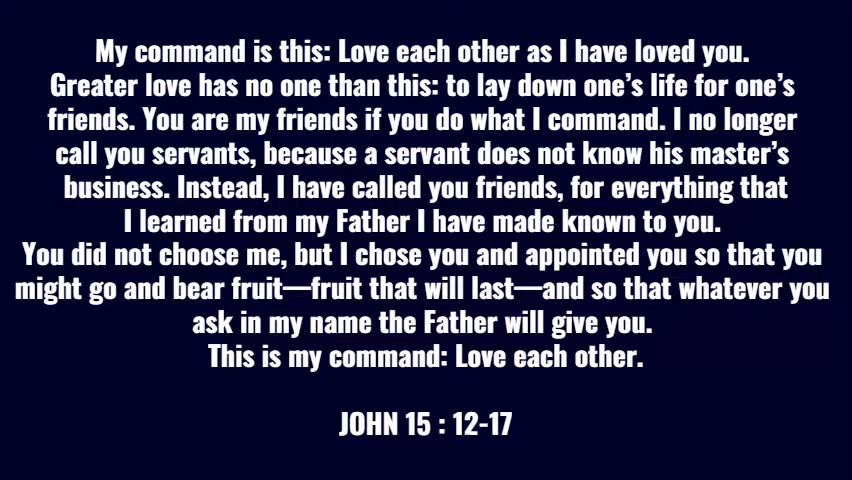 My command is this: Love each other as I have loved you.
Greater love has no one than this: to lay down one’s life for one’s
friends. You are my friends if you do what I command. I no longer
call you servants, because a servant does not know his master’s
business. Instead, I have called you friends, for everything that
I learned from my Father I have made known to you.
You did not choose me, but I chose you and appointed you so that you
might go and bear fruit—fruit that will last—and so that whatever you
ask in my name the Father will give you.
This is my command: Love each other.
JOHN 15 : 12-17